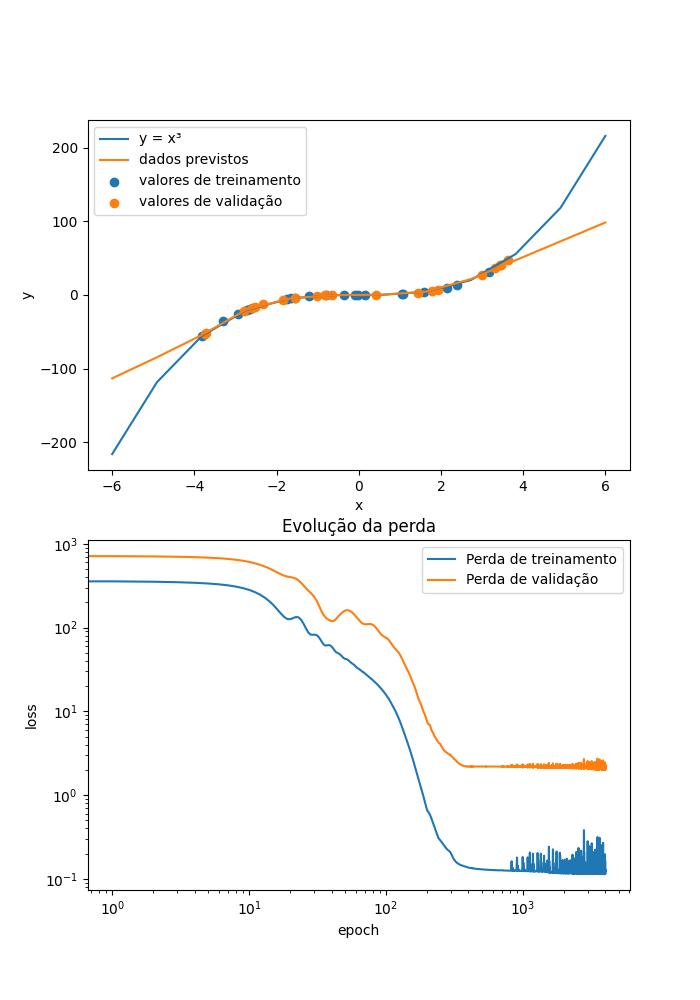 y = x³
dados previstos
valores de treinamento
valores de validação
200
100
0
−100
−200
y
−6 −4 −2 0 2 4 6
x
Evolução da perda
Perda de treinamento
Perda de validação
10³
10²
10¹
10⁰
10⁻¹
loss
10⁰ 10¹ 10² 10³
epoch